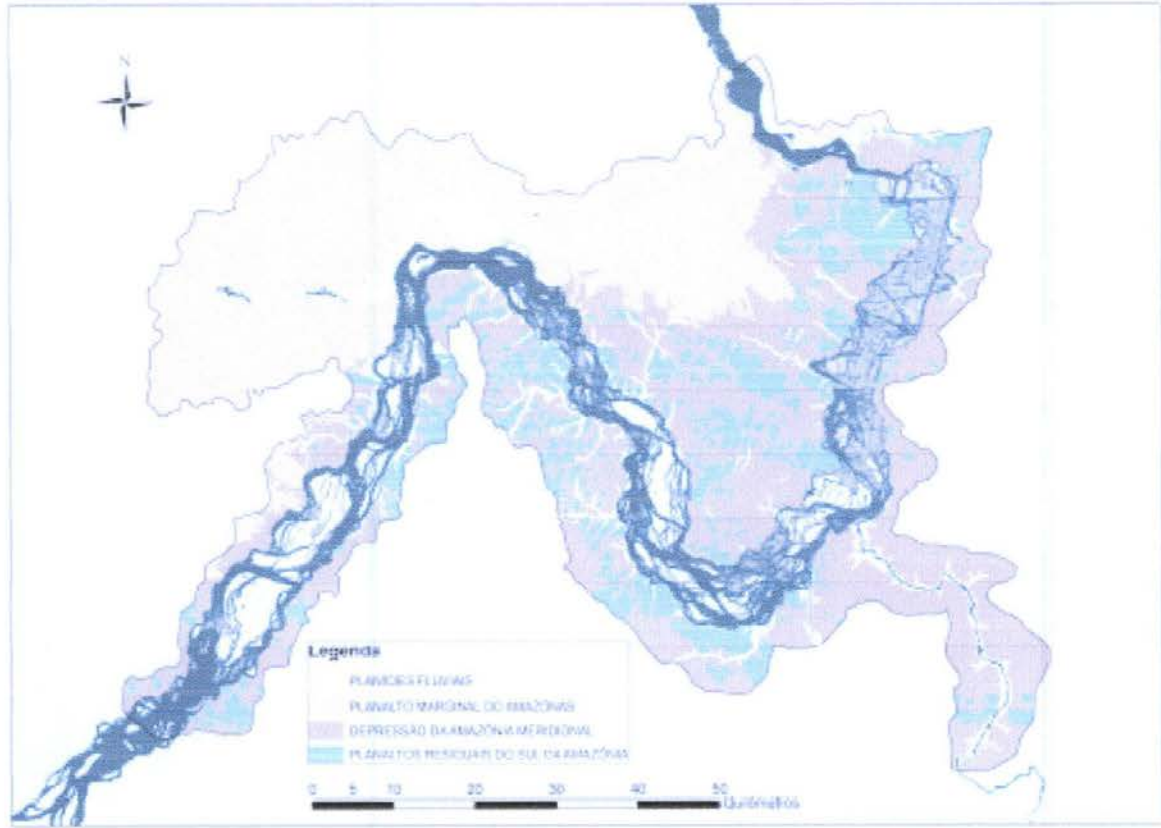 N
Legenda
PLANÍCIES FLUVIAIS
PLANALTO MARGINAL DO AMAZONAS
DEPRESSÃO DA AMAZÔNIA MERIDIONAL
PLANALTOS RESIDUAIS DO SUL DA AMAZÔNIA
0 5 10 20 30 40 50
Quilômetros